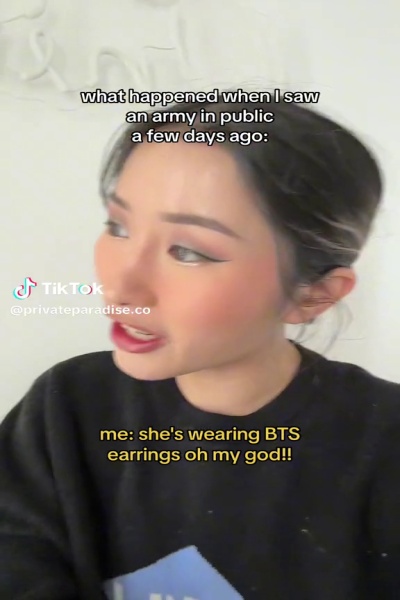 what happened when I saw
an army in public
a few days ago:
TikTok
@privateparadise.co
me: she's wearing BTS
earrings oh my god!!